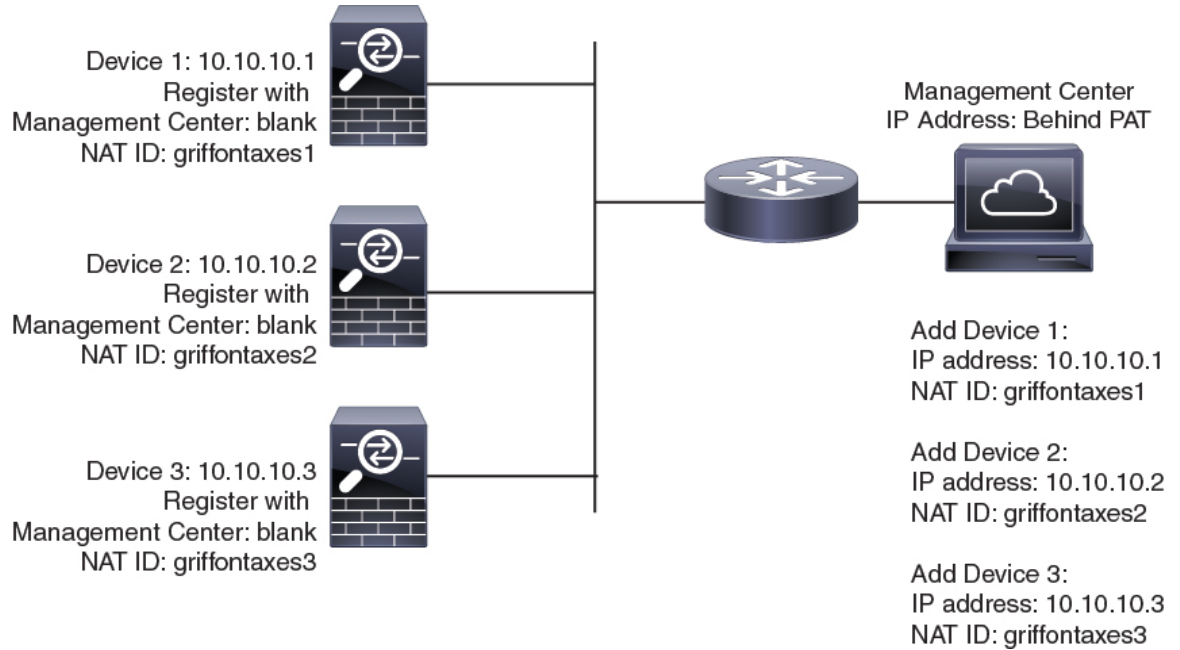 Device 1: 10.10.10.1
Register with
Management Center: blank
NAT ID: griffontaxes1
Device 2: 10.10.10.2
Register with
Management Center: blank
NAT ID: griffontaxes2
Device 3: 10.10.10.3
Register with
Management Center: blank
NAT ID: griffontaxes3
Management Center
IP Address: Behind PAT
Add Device 1:
IP address: 10.10.10.1
NAT ID: griffontaxes1
Add Device 2:
IP address: 10.10.10.2
NAT ID: griffontaxes2
Add Device 3:
IP address: 10.10.10.3
NAT ID: griffontaxes3